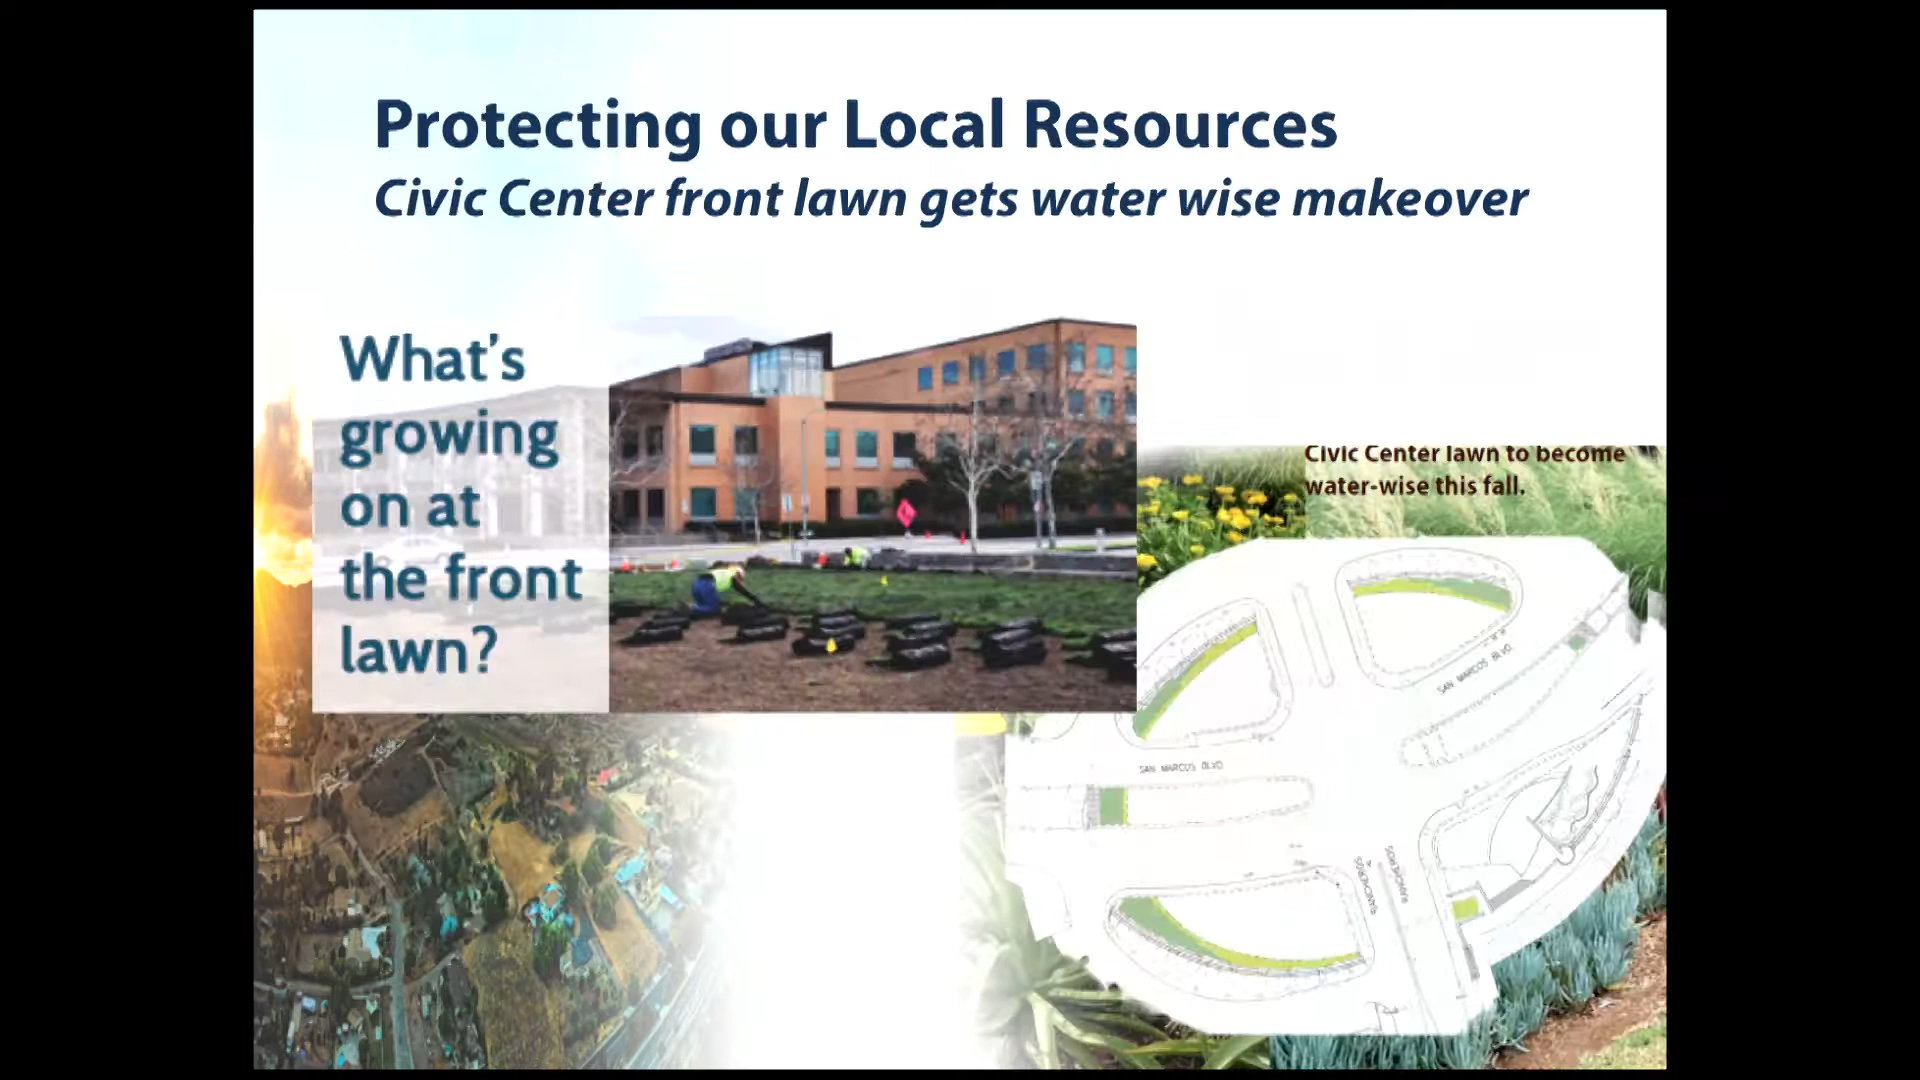 Protecting our Local Resources
Civic Center front lawn gets water wise makeover
What's
growing
on at
the front
lawn?
Civic Center lawn to become
water-wise this fall.
SAN MARCOS BLVD.
SAN MARCOS BLVD